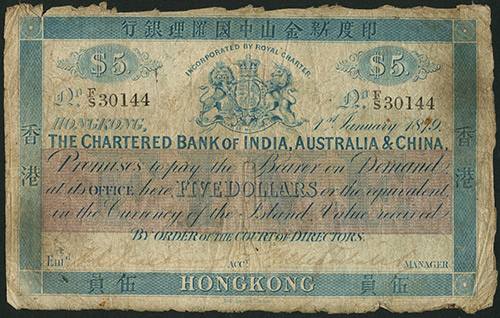 印度新金山中國匯理銀行
INCORPORATED BY ROYAL CHARTER
$5 $5
No F/S 30144 No F/S 30144
HONGKONG, 1st January 1879.
香港 香港
THE CHARTERED BANK OF INDIA, AUSTRALIA & CHINA,
Promises to pay the Bearer on Demand
at its OFFICE here FIVE DOLLARS or the equivalent
in the Currency of the Island Value received
BY ORDER OF THE COURT OF DIRECTORS.
Entd ACCT MANAGER
伍員 HONGKONG 伍員